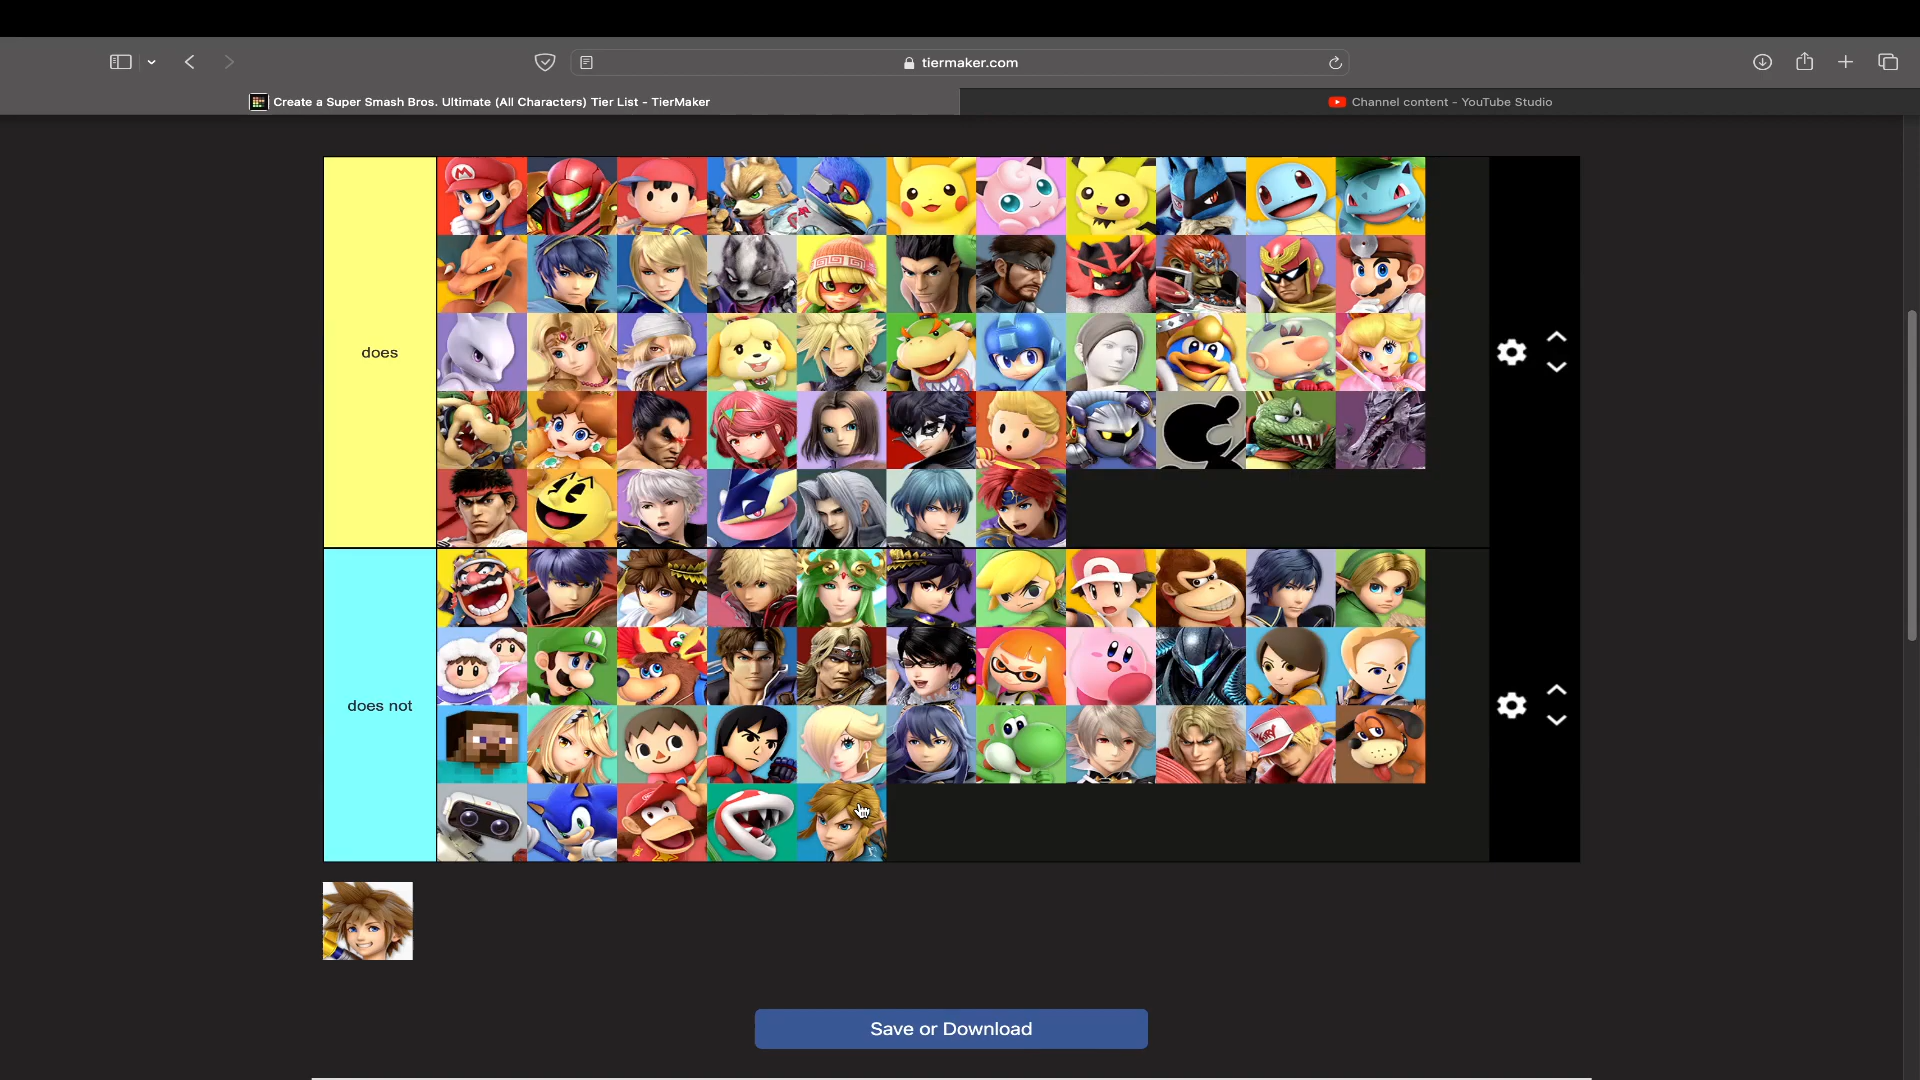 tiermaker.com
Create a Super Smash Bros. Ultimate (All Characters) Tier List - TierMaker
Channel content - YouTube Studio
does
does not
Save or Download